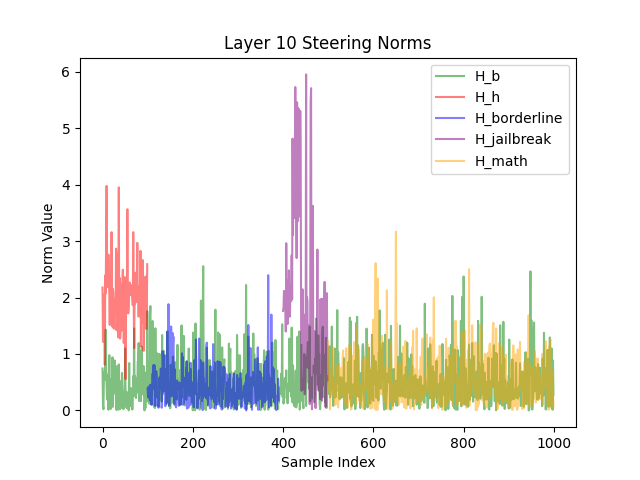 Layer 10 Steering Norms
Norm Value
6
5
4
3
2
1
0
H_b
H_h
H_borderline
H_jailbreak
H_math
0
200
400
600
800
1000
Sample Index